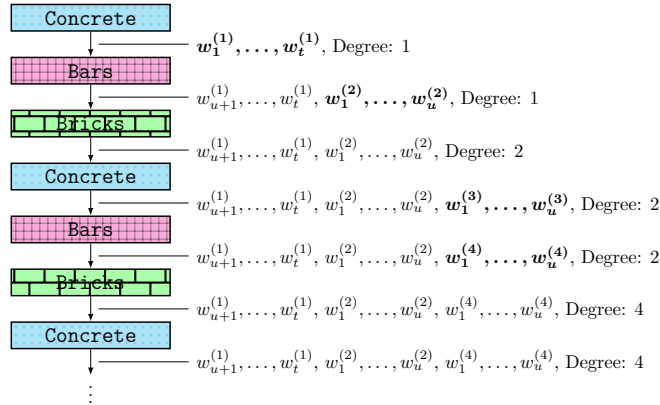 Concrete
w_1^{(1)}, . . . , w_t^{(1)}, Degree: 1
Bars
w_{u+1}^{(1)}, . . . , w_t^{(1)}, w_1^{(2)}, . . . , w_u^{(2)}, Degree: 1
Bricks
w_{u+1}^{(1)}, . . . , w_t^{(1)}, w_1^{(2)}, . . . , w_u^{(2)}, Degree: 2
Concrete
w_{u+1}^{(1)}, . . . , w_t^{(1)}, w_1^{(2)}, . . . , w_u^{(2)}, w_1^{(3)}, . . . , w_u^{(3)}, Degree: 2
Bars
w_{u+1}^{(1)}, . . . , w_t^{(1)}, w_1^{(2)}, . . . , w_u^{(2)}, w_1^{(4)}, . . . , w_u^{(4)}, Degree: 2
Bricks
w_{u+1}^{(1)}, . . . , w_t^{(1)}, w_1^{(2)}, . . . , w_u^{(2)}, w_1^{(4)}, . . . , w_u^{(4)}, Degree: 4
Concrete
w_{u+1}^{(1)}, . . . , w_t^{(1)}, w_1^{(2)}, . . . , w_u^{(2)}, w_1^{(4)}, . . . , w_u^{(4)}, Degree: 4
⋮